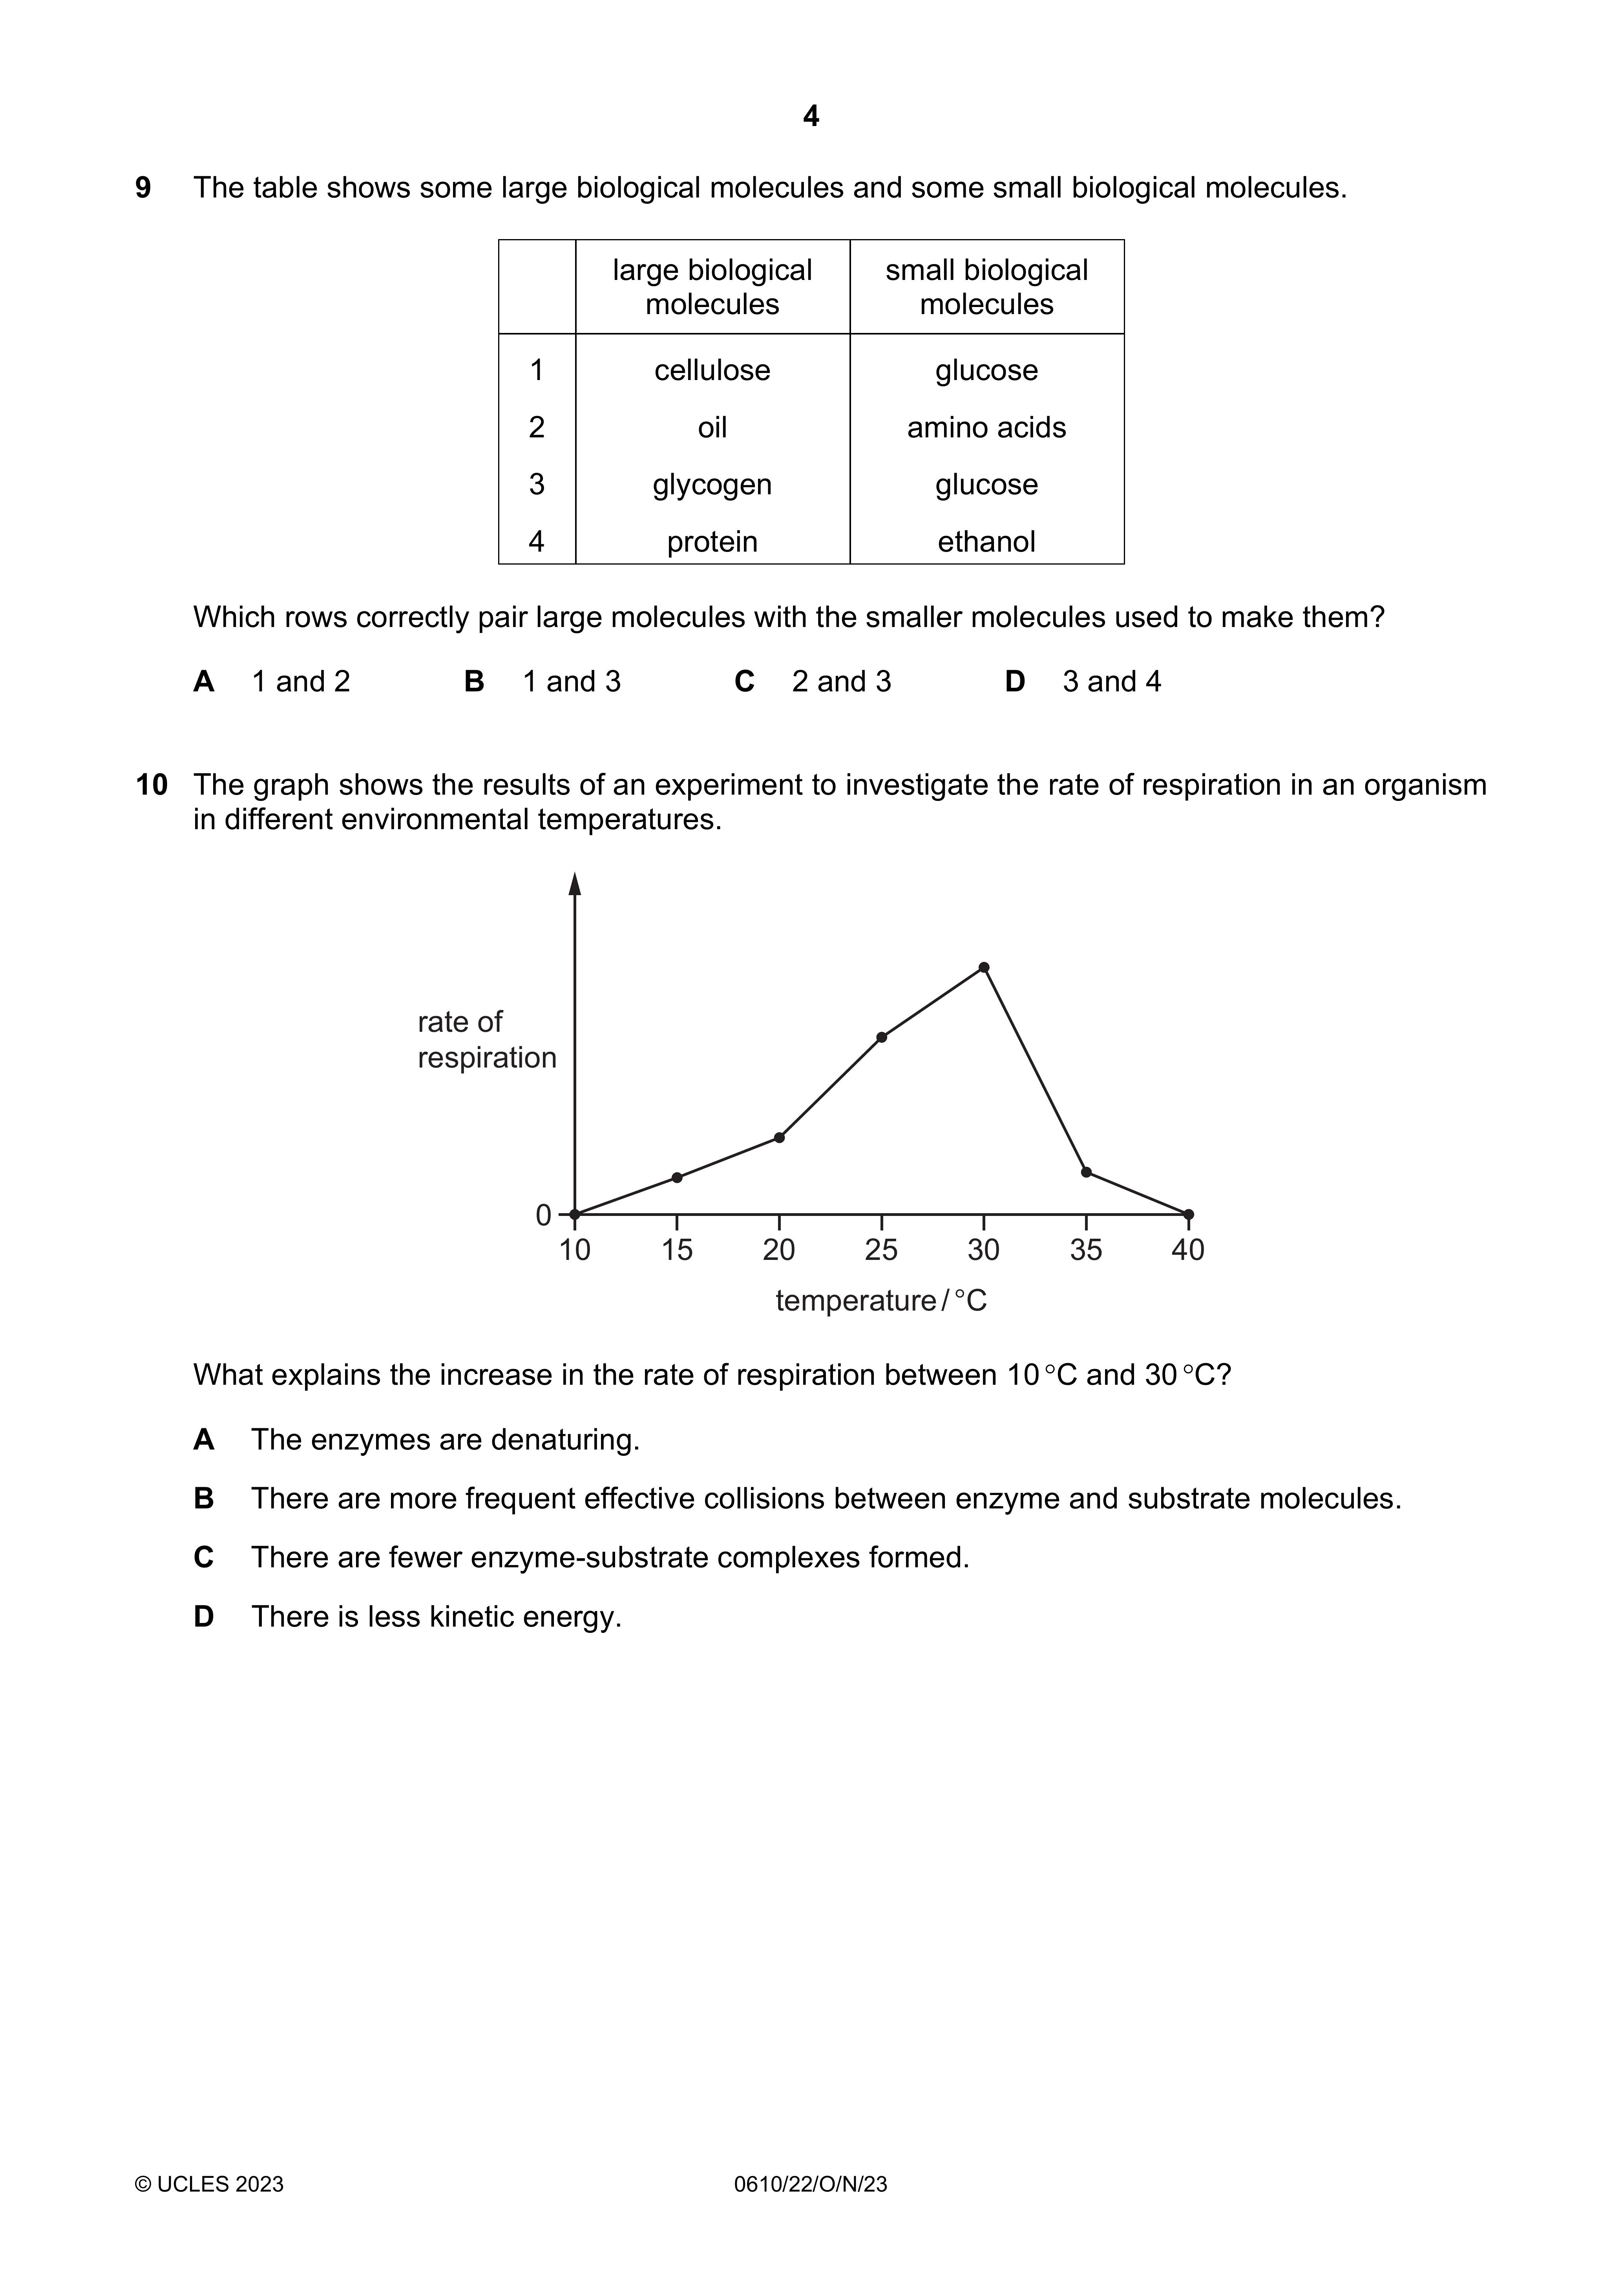 4
9 The table shows some large biological molecules and some small biological molecules.
large biological molecules small biological molecules
1 cellulose glucose
2 oil amino acids
3 glycogen glucose
4 protein ethanol
Which rows correctly pair large molecules with the smaller molecules used to make them?
A 1 and 2 B 1 and 3 C 2 and 3 D 3 and 4
10 The graph shows the results of an experiment to investigate the rate of respiration in an organism
in different environmental temperatures.
rate of
respiration
0
10 15 20 25 30 35 40
temperature / °C
What explains the increase in the rate of respiration between 10 °C and 30 °C?
A The enzymes are denaturing.
B There are more frequent effective collisions between enzyme and substrate molecules.
C There are fewer enzyme-substrate complexes formed.
D There is less kinetic energy.
© UCLES 2023 0610/22/O/N/23